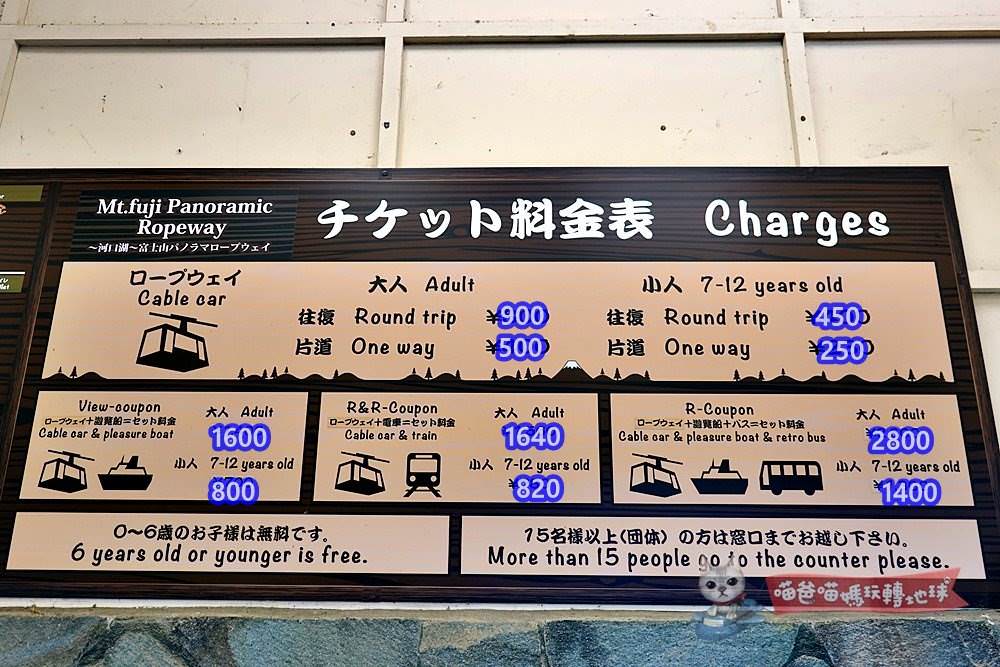 Mt.fuji Panoramic
Ropeway
～河口湖～富士山パノラマロープウェイ
チケット料金表 Charges
ロープウェイ
Cable car
大人 Adult
往復 Round trip ¥900
片道 One way ¥500
小人 7-12 years old
往復 Round trip ¥450
片道 One way ¥250
View-coupon
ロープウェイ+遊覧船=セット料金
Cable car & pleasure boat
大人 Adult
1600
小人 7-12 years old
800
R&R-Coupon
ロープウェイ+電車=セット料金
Cable car & train
大人 Adult
1640
小人 7-12 years old
820
R-Coupon
ロープウェイ+遊覧船+バス=セット料金
Cable car & pleasure boat & retro bus
大人 Adult
2800
小人 7-12 years old
1400
0～6歳のお子様は無料です。
6 years old or younger is free.
15名様以上(団体)の方は窓口までお越し下さい。
More than 15 people go to the counter please.
喵爸喵媽玩轉地球